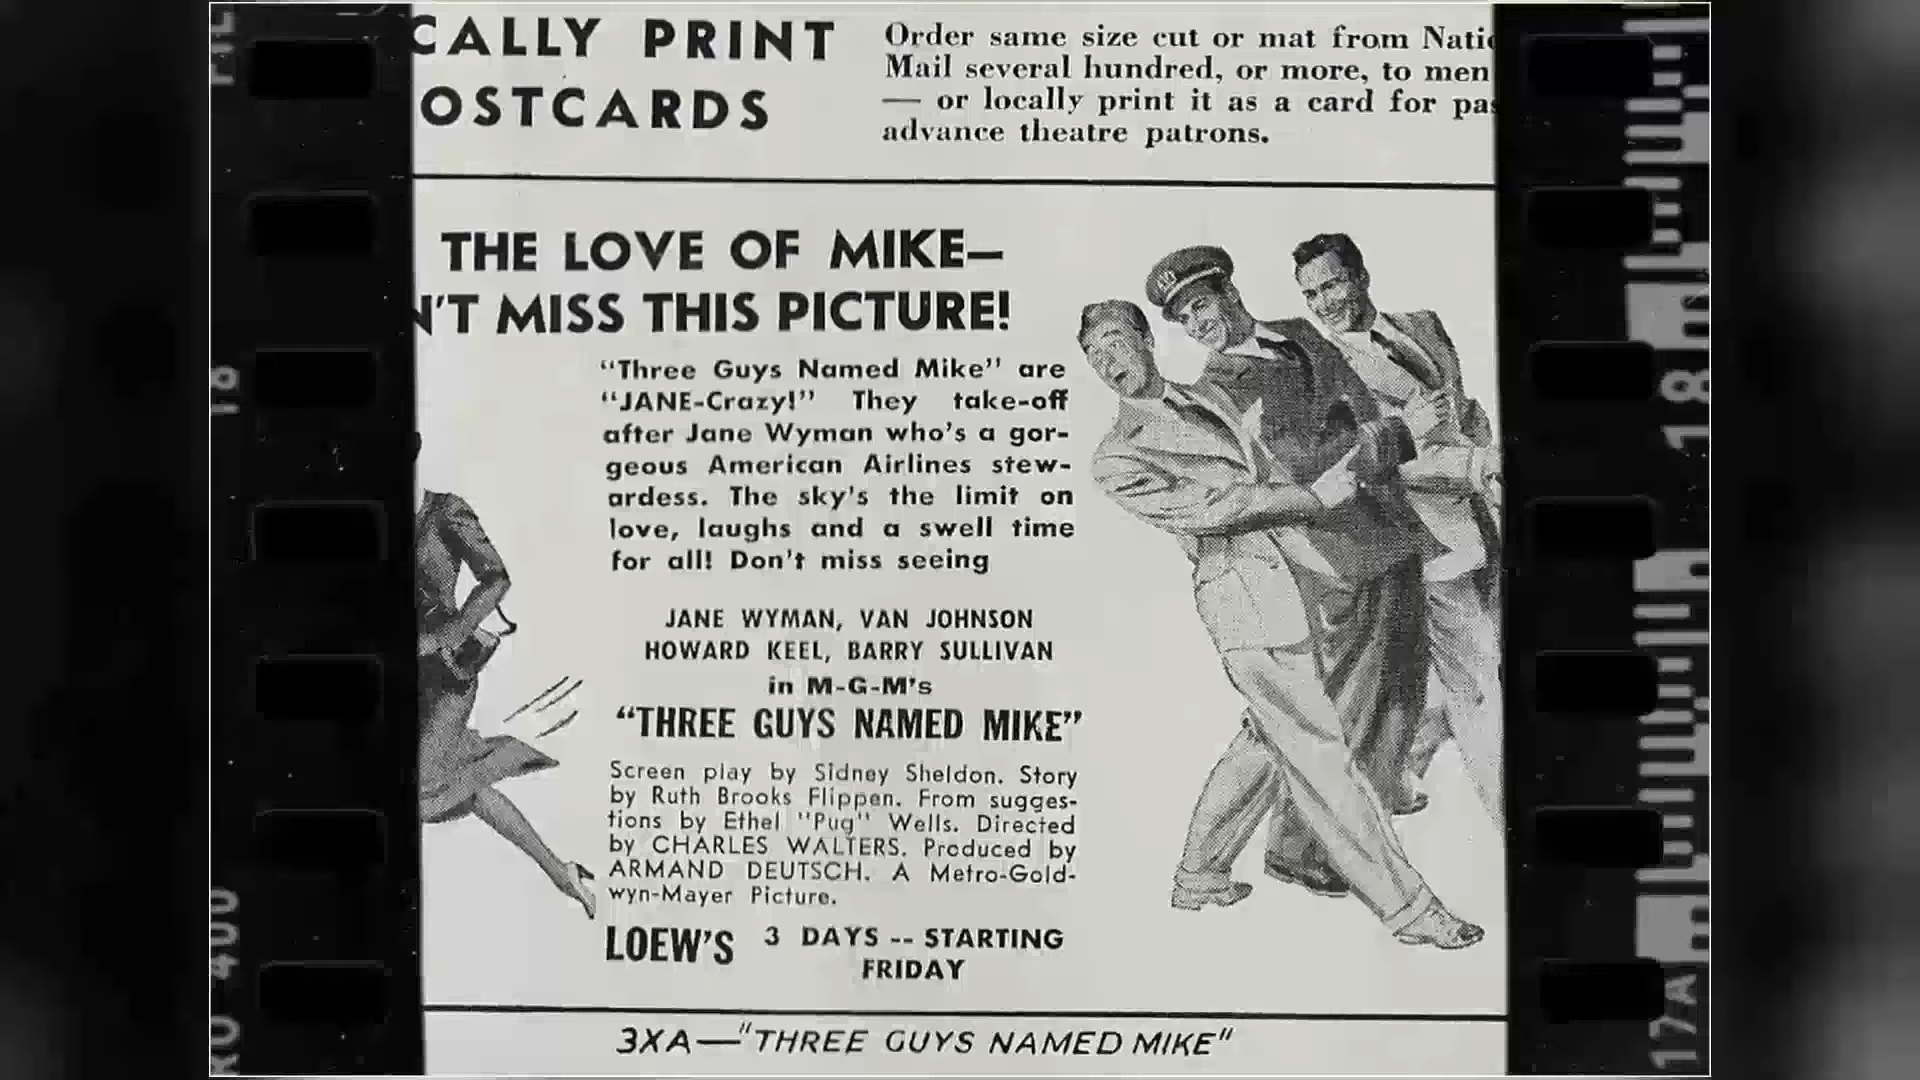 CALLY PRINT
OSTCARDS
Order same size cut or mat from
Mail several hundred, or more, to men
— or locally print it as a card for
advance theatre patrons.
THE LOVE OF MIKE—
N'T MISS THIS PICTURE!
"Three Guys Named Mike" are
"JANE-Crazy!" They take-off
after Jane Wyman who's a gor-
geous American Airlines stew-
ardess. The sky's the limit on
love, laughs and a swell time
for all! Don't miss seeing
JANE WYMAN, VAN JOHNSON
HOWARD KEEL, BARRY SULLIVAN
in M-G-M's
"THREE GUYS NAMED MIKE"
Screen play by Sidney Sheldon. Story
by Ruth Brooks Flippen. From sugges-
tions by Ethel "Pug" Wells. Directed
by CHARLES WALTERS. Produced by
ARMAND DEUTSCH. A Metro-Gold-
wyn-Mayer Picture.
LOEW'S 3 DAYS -- STARTING
FRIDAY
3XA—"THREE GUYS NAMED MIKE"
18
400
18
17A